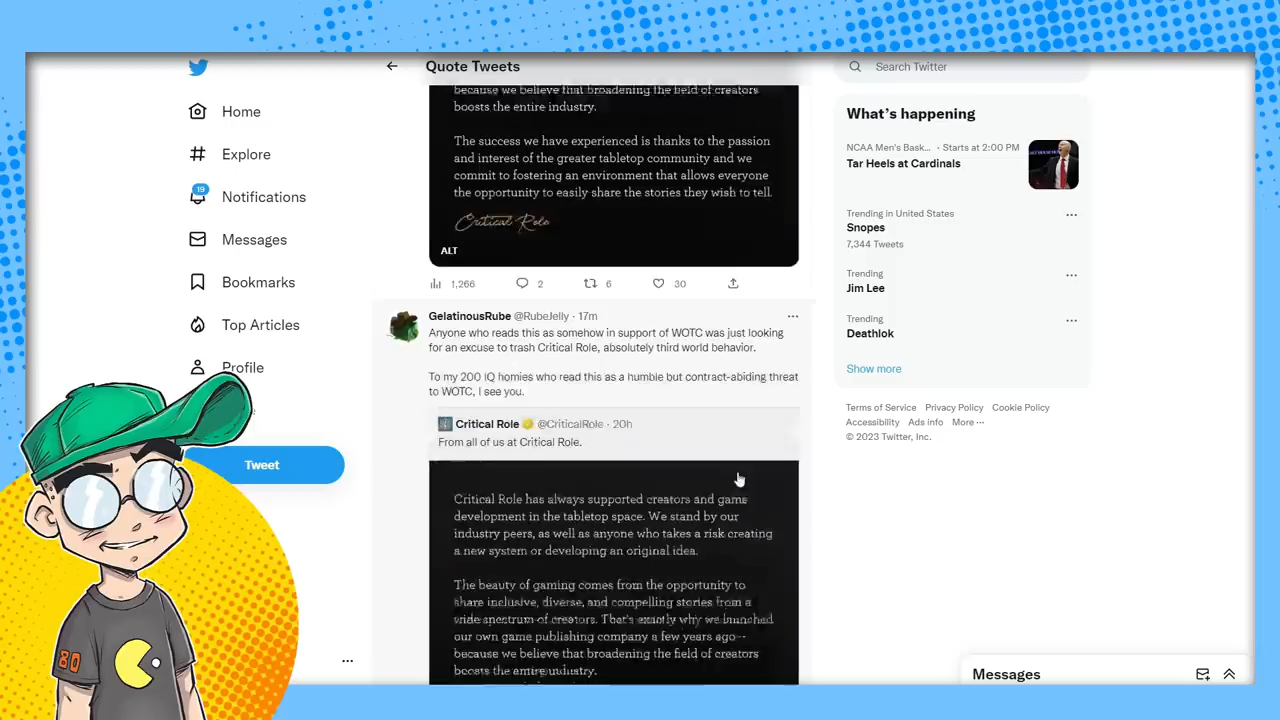 Home
Explore
19
Notifications
Messages
Bookmarks
Top Articles
Profile
Tweet
80
Quote Tweets
because we believe that broadening the field of creators
boosts the entire industry.
The success we have experienced is thanks to the passion
and interest of the greater tabletop community and we
commit to fostering an environment that allows everyone
the opportunity to easily share the stories they wish to tell.
Critical Role
ALT
1,266
2
6
30
GelatinousRube @RubeJelly · 17m
Anyone who reads this as somehow in support of WOTC was just looking
for an excuse to trash Critical Role, absolutely third world behavior.
To my 200 IQ homies who read this as a humble but contract-abiding threat
to WOTC, I see you.
Critical Role @CriticalRole · 20h
From all of us at Critical Role.
Critical Role has always supported creators and game
development in the tabletop space. We stand by our
industry peers, as well as anyone who takes a risk creating
a new system or developing an original idea.
The beauty of gaming comes from the opportunity to
share inclusive, diverse, and compelling stories from a
wide spectrum of creators. That's exactly why we launched
our own game publishing company a few years ago--
because we believe that broadening the field of creators
boosts the entire industry.
Search Twitter
What's happening
NCAA Men's Bask... · Starts at 2:00 PM
Tar Heels at Cardinals
Trending in United States
Snopes
7,344 Tweets
Trending
Jim Lee
Trending
Deathlok
Show more
Terms of Service Privacy Policy Cookie Policy
Accessibility Ads info More ···
© 2023 Twitter, Inc.
Messages